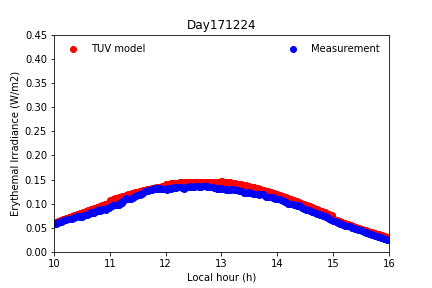 Day171224
TUV model
Measurement
Erythemal Irradiance (W/m2)
0.45
0.40
0.35
0.30
0.25
0.20
0.15
0.10
0.05
0.00
10 11 12 13 14 15 16
Local hour (h)